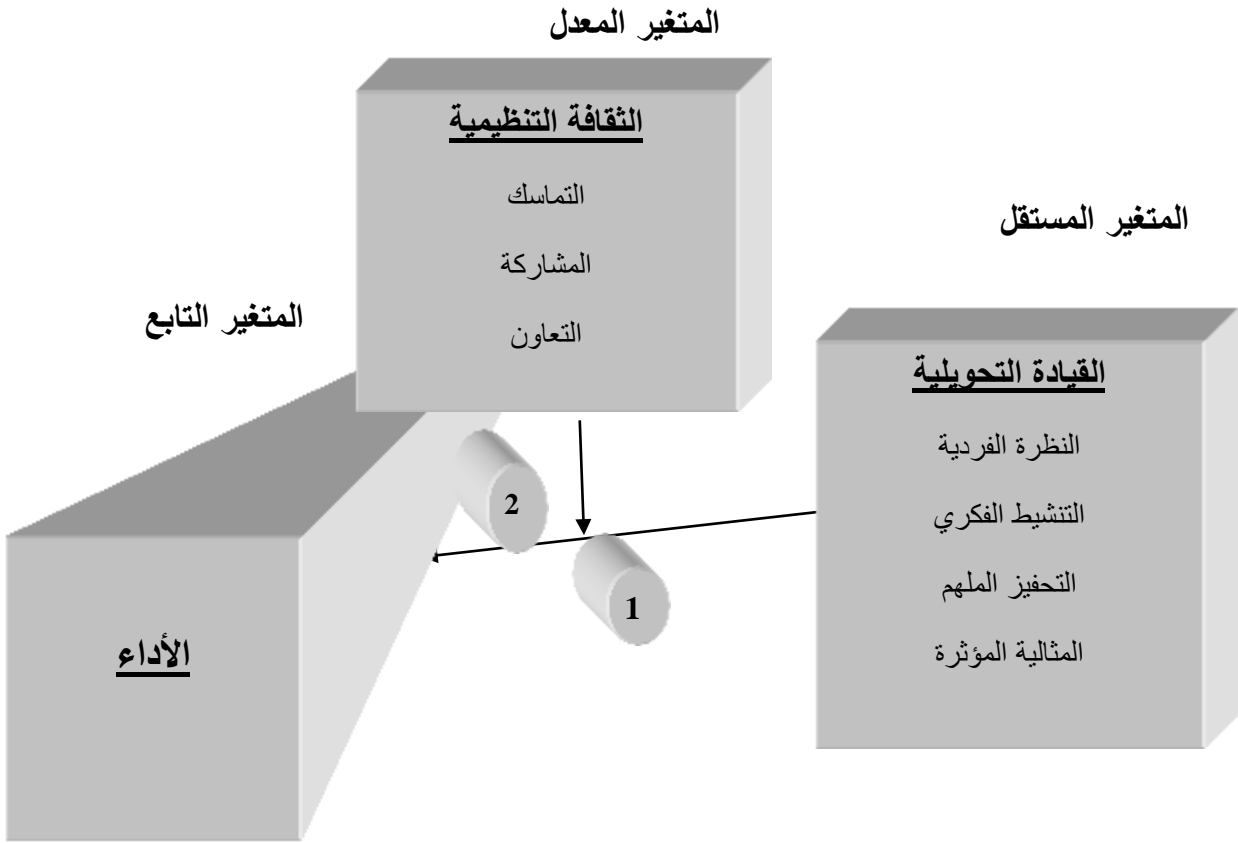 المتغير المعدل
الثقافة التنظيمية
التماسك
المشاركة
التعاون
المتغير المستقل
القيادة التحويلية
النظرة الفردية
التنشيط الفكري
التحفيز الملهم
المثالية المؤثرة
المتغير التابع
الأداء
2
1